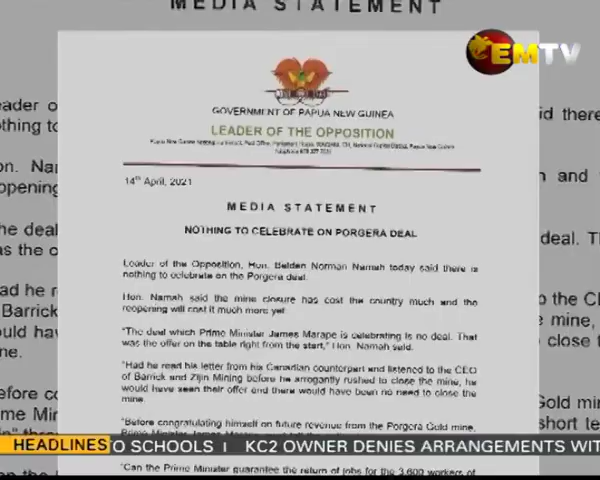 MEDIA STATEMENT
EMTV
GOVERNMENT OF PAPUA NEW GUINEA
LEADER OF THE OPPOSITION
14th April, 2021
MEDIA STATEMENT
NOTHING TO CELEBRATE ON PORGERA DEAL
Leader of the Opposition, Hon. Belden Norman Namah today said there is
nothing to celebrate on the Porgera deal.
Hon. Namah said the mine closure has cost the country much and the
reopening will cost it much more yet.
"The deal which Prime Minister James Marape is celebrating is no deal. That
was the offer on the table right from the start," Hon. Namah said.
"Had he read his letter from his Canadian counterpart and listened to the CEO
of Barrick and Zijin Mining before he arrogantly rushed to close the mine, he
would have seen their offer and there would have been no need to close the
mine.
"Before congratulating himself on future revenue from the Porgera Gold mine,
Prime Minister James
HEADLINES TO SCHOOLS | KC2 OWNER DENIES ARRANGEMENTS WIT
"Can the Prime Minister guarantee the return of jobs for the 3,600 workers of